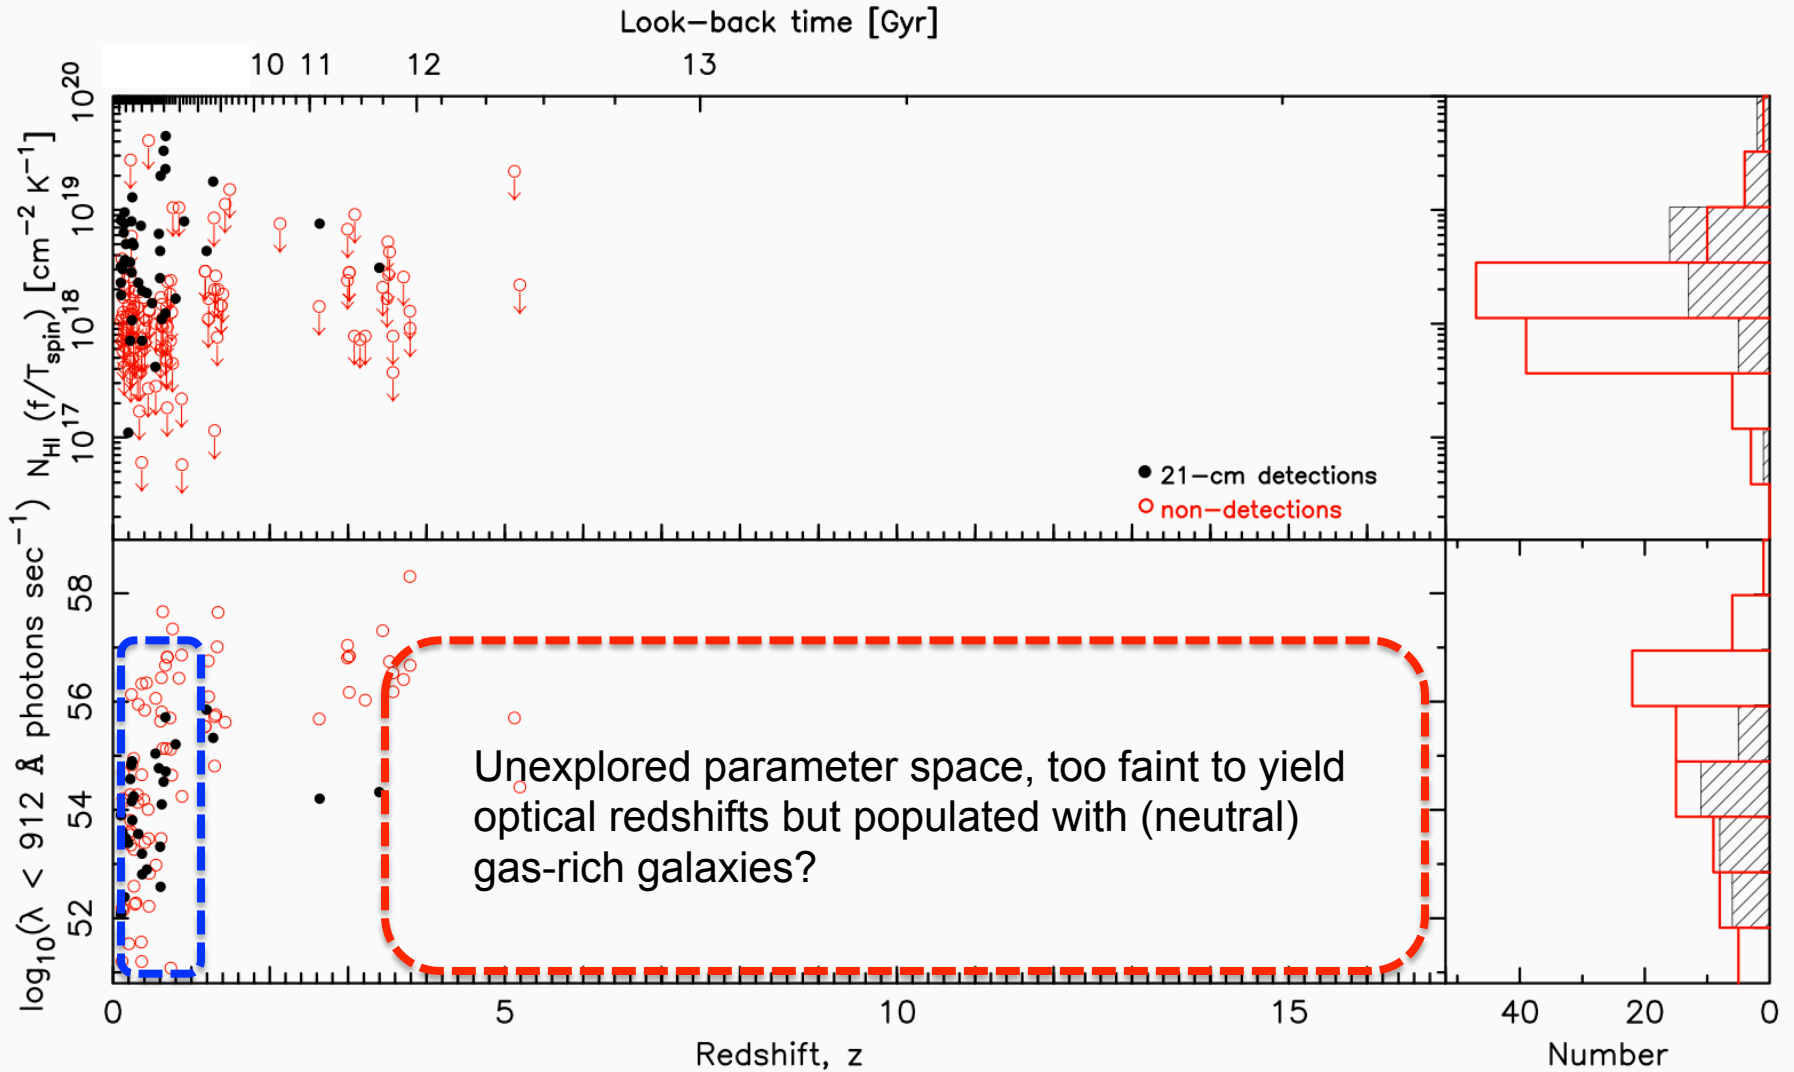 Look-back time [Gyr]
10 11 12 13
10^20
10^19
10^18
10^17
N_HI (f/T_spin) [cm^−2 K^−1]
21-cm detections
non-detections
58
56
54
52
log_10(λ < 912 Å photons sec^−1)
Unexplored parameter space, too faint to yield
optical redshifts but populated with (neutral)
gas-rich galaxies?
0 5 10 15
Redshift, z
40 20 0
Number